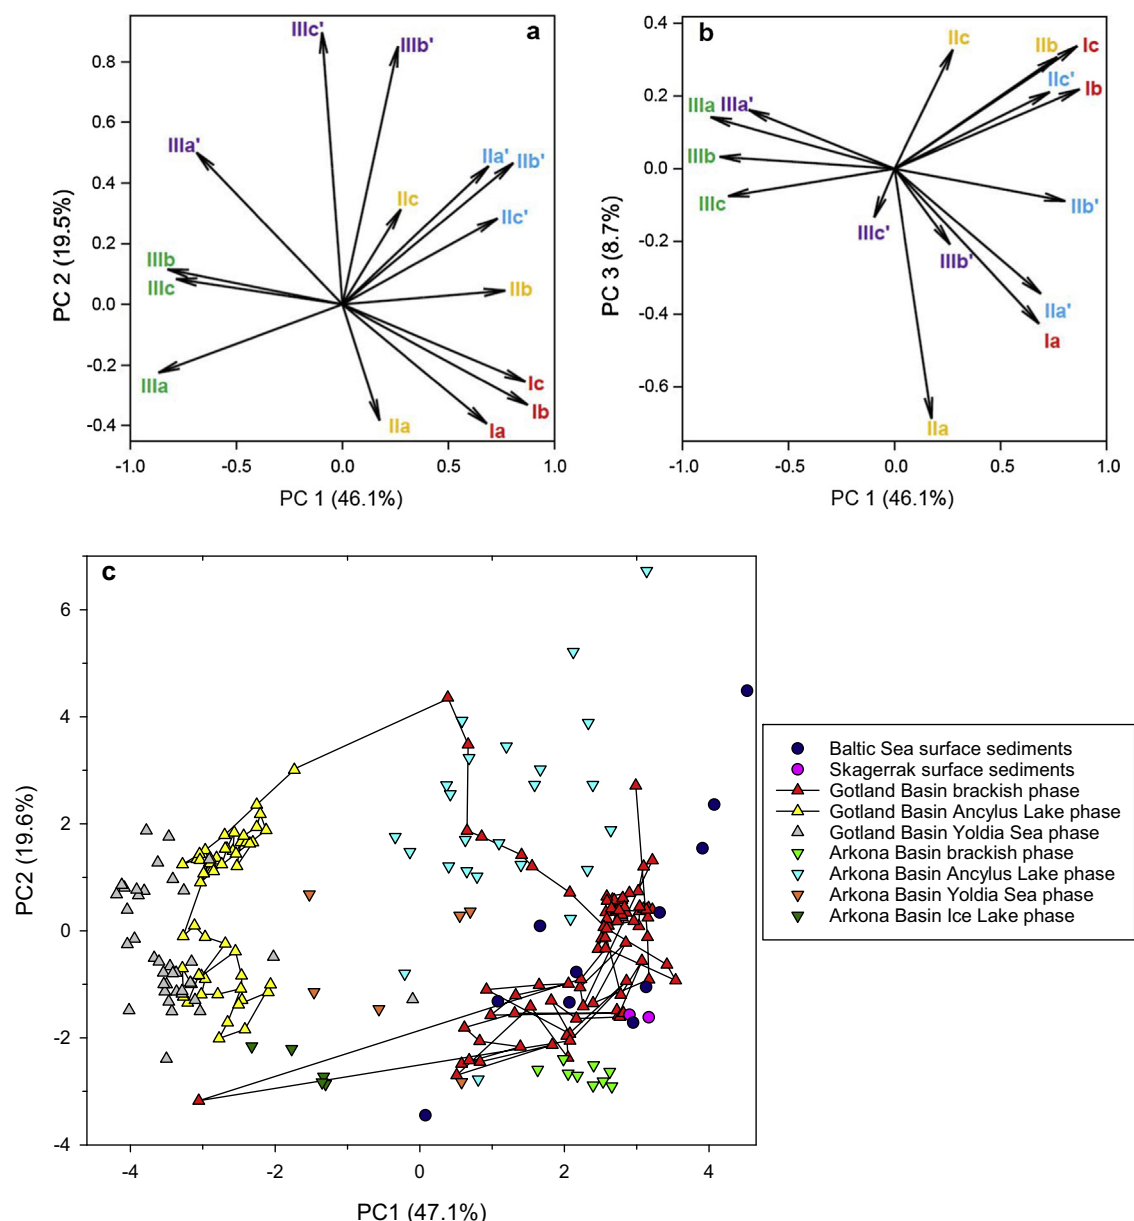 a
IIIc'
IIIb'
0.8
0.6
IIIa'
IIa'
IIb'
0.4
IIc
IIc'
0.2
IIIb
IIIc
IIb
0.0
-0.2
IIIa
Ic
Ib
IIa
Ia
-0.4
-1.0 -0.5 0.0 0.5 1.0
PC 1 (46.1%)
PC 2 (19.5%)
b
0.4
IIc
IIb
Ic
IIc'
Ib
0.2
IIIa
IIIa'
IIIb
0.0
IIIc
IIb'
IIIc'
-0.2
IIIb'
IIa'
Ia
-0.4
-0.6
IIa
-1.0 -0.5 0.0 0.5 1.0
PC 1 (46.1%)
PC 3 (8.7%)
c
6
4
2
0
-2
-4
-4 -2 0 2 4
PC1 (47.1%)
PC2 (19.6%)
Baltic Sea surface sediments
Skagerrak surface sediments
Gotland Basin brackish phase
Gotland Basin Ancylus Lake phase
Gotland Basin Yoldia Sea phase
Arkona Basin brackish phase
Arkona Basin Ancylus Lake phase
Arkona Basin Yoldia Sea phase
Arkona Basin Ice Lake phase